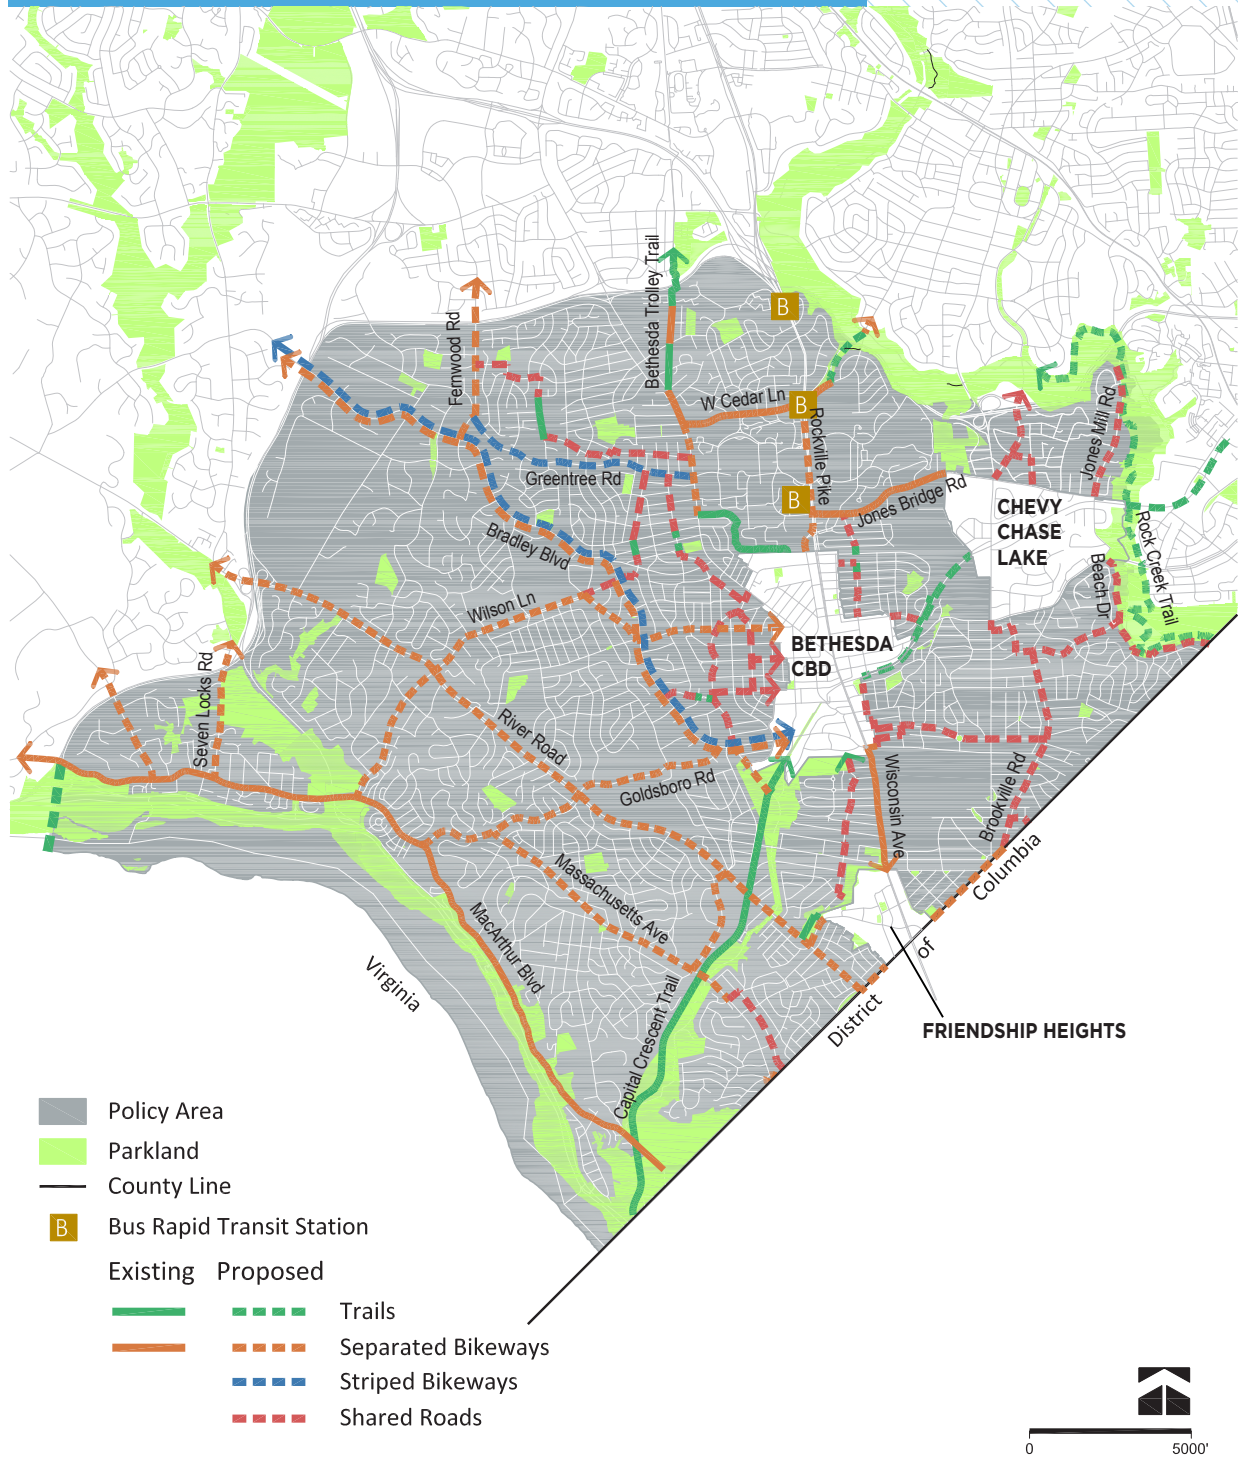 Bethesda Trolley Trail
B
Fernwood Rd
W Cedar Ln
B
Rockville Pike
Jones Mill Rd
Greentree Rd
B
Jones Bridge Rd
CHEVY
CHASE
LAKE
Rock Creek Trail
Bradley Blvd
Beach Dr
Wilson Ln
BETHESDA
CBD
Seven Locks Rd
River Road
Goldsboro Rd
Wisconsin Ave
Brookville Rd
Massachusetts Ave
MacArthur Blvd
Virginia
Capital Crescent Trail
District
of
Columbia
FRIENDSHIP HEIGHTS
Policy Area
Parkland
County Line
B
Bus Rapid Transit Station
Existing Proposed
Trails
Separated Bikeways
Striped Bikeways
Shared Roads
0 5000'